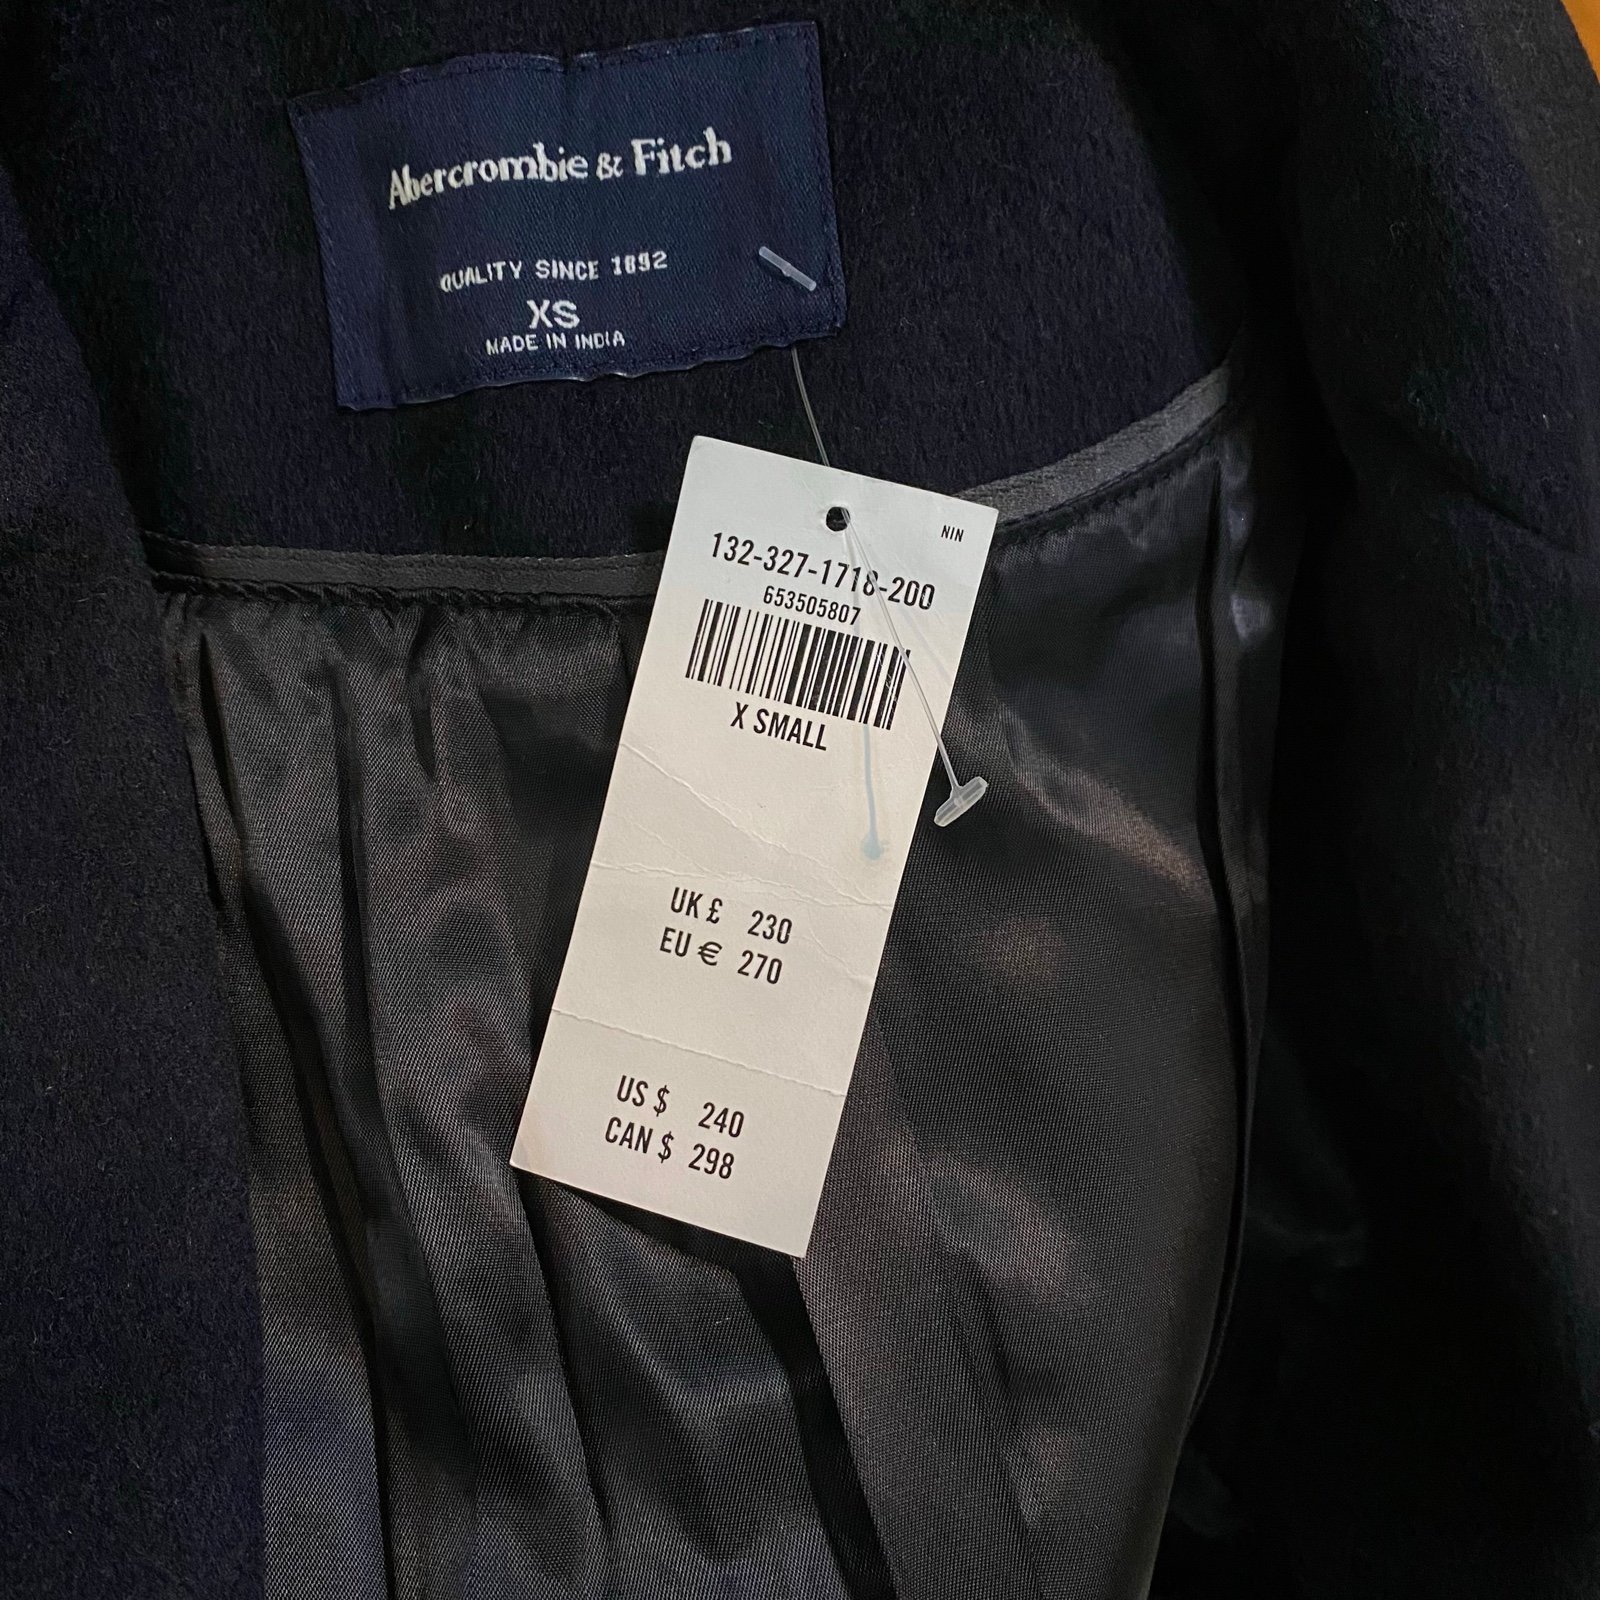 Abercrombie & Fitch
QUALITY SINCE 1892
XS
MADE IN INDIA
NIN
132-327-1718-200
653505807
X SMALL
UK £ 230
EU € 270
US $ 240
CAN $ 298